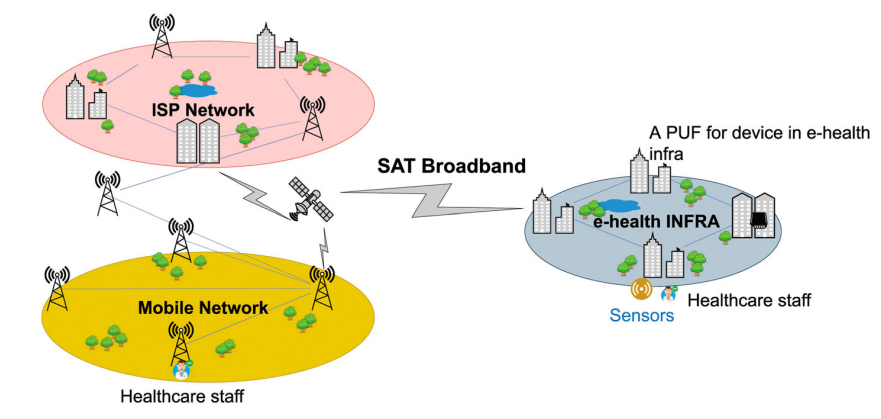 ISP Network
SAT Broadband
A PUF for device in e-health
infra
e-health INFRA
Mobile Network
Healthcare staff
Sensors
Healthcare staff